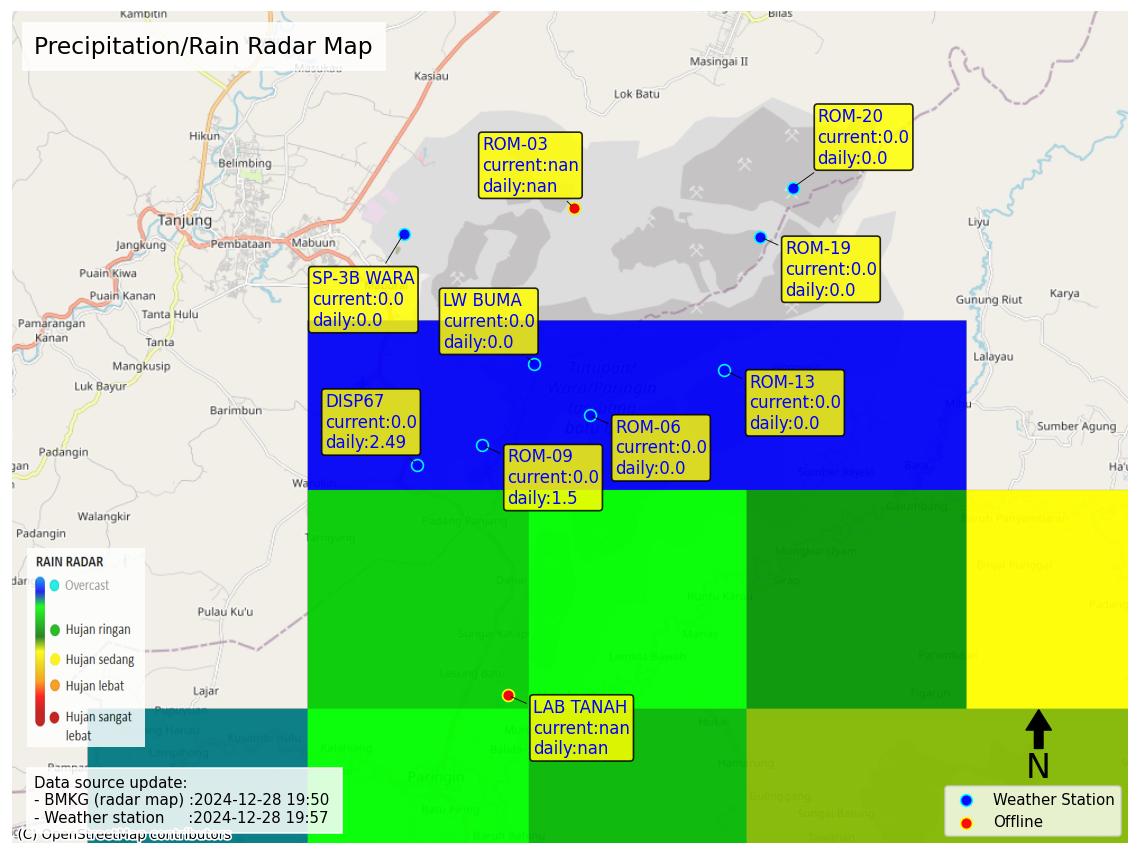 Kambitin
Bilas
Precipitation/Rain Radar Map
Masukau
Kasiau
Masingai II
Lok Batu
ROM-20
current:0.0
daily:0.0
ROM-03
current:nan
daily:nan
Hikun
Belimbing
Tanjung
Liyu
Jangkung
Pembataan
Mabuun
ROM-19
current:0.0
daily:0.0
Puain Kiwa
SP-3B WARA
current:0.0
daily:0.0
LW BUMA
current:0.0
daily:0.0
Puain Kanan
Karya
Gunung Riut
Tanta Hulu
Pamarangan
Kanan
Tanta
Lalayau
Mangkusip
Tutupan/
Wara/Paringin
Luk Bayur
ROM-13
current:0.0
daily:0.0
DISP67
current:0.0
daily:2.49
Barimbun
Mihu
ROM-06
current:0.0
daily:0.0
Sumber Agung
ROM-09
current:0.0
daily:1.5
Padangin
Walangkir
Padang Panjang
Padangin
RAIN RADAR
Overcast
Hujan ringan
Hujan sedang
Hujan lebat
Hujan sangat
lebat
Pulau Ku'u
Lajar
LAB TANAH
current:nan
daily:nan
Paringin
N
Data source update:
- BMKG (radar map) :2024-12-28 19:50
- Weather station :2024-12-28 19:57
(C) OpenStreetMap contributors
Weather Station
Offline